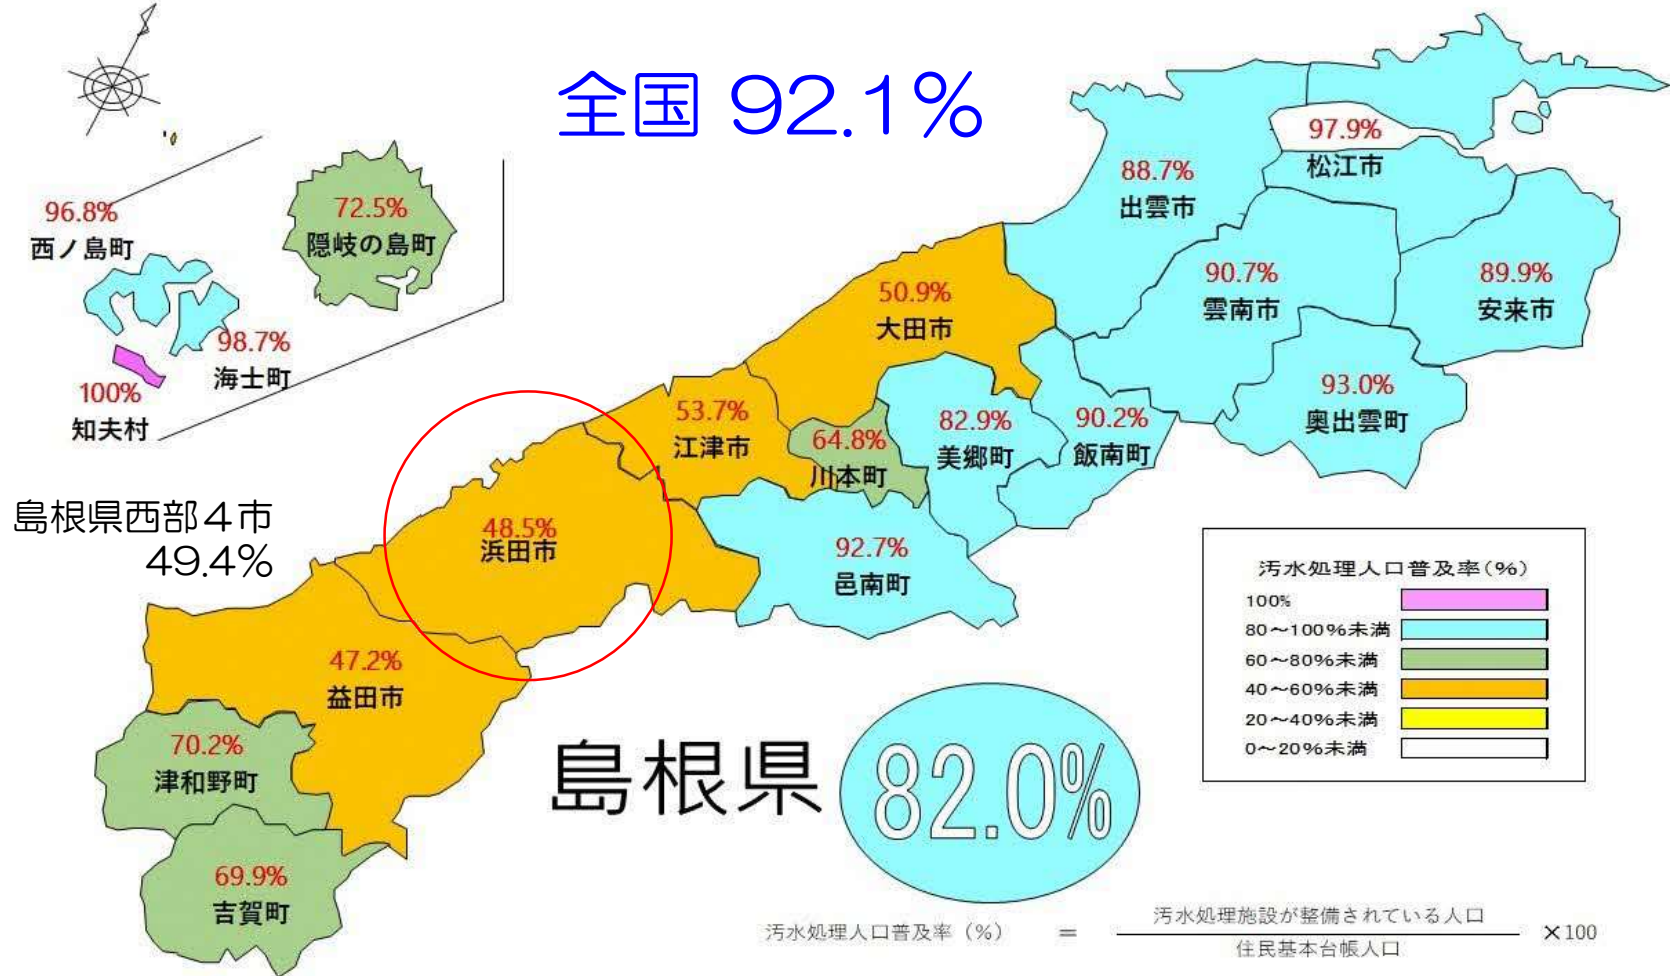 全国 92.1%
97.9%
松江市
88.7%
出雲市
96.8%
西ノ島町
72.5%
隠岐の島町
90.7%
雲南市
89.9%
安来市
50.9%
大田市
98.7%
海士町
100%
知夫村
93.0%
奥出雲町
53.7%
江津市
82.9%
美郷町
90.2%
飯南町
64.8%
川本町
島根県西部4市
49.4%
48.5%
浜田市
92.7%
邑南町
汚水処理人口普及率(%)
100%
80~100%未満
60~80%未満
40~60%未満
20~40%未満
0~20%未満
47.2%
益田市
70.2%
津和野町
島根県
82.0%
69.9%
吉賀町
汚水処理人口普及率(%) = 汚水処理施設が整備されている人口
住民基本台帳人口
×100